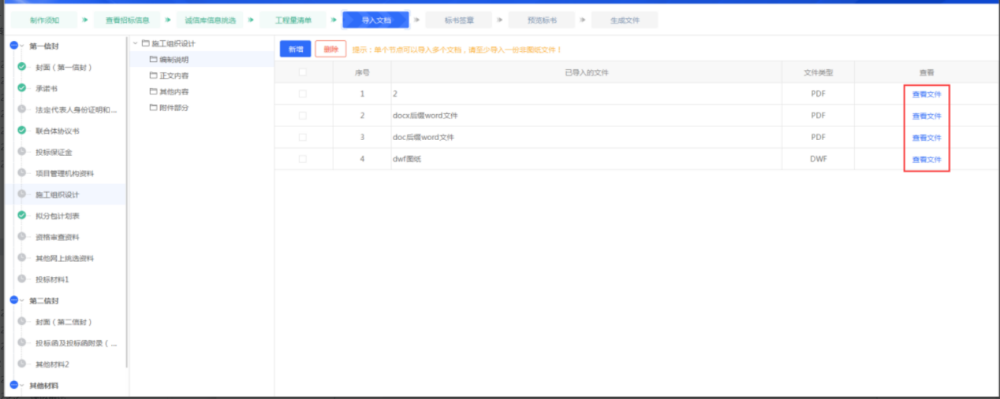 制作须知 查看招标信息 诚信库信息挑选 工程量清单 导入文档 标书签章 预览标书 生成文件
第一信封
封面（第一信封）
承诺书
法定代表人身份证明和...
联合体协议书
投标保证金
项目管理机构资料
施工组织设计
拟分包计划表
资格审查资料
其他网上挑选资料
投标材料1
第二信封
封面（第二信封）
投标函及投标函附录（...
其他材料2
其他材料
施工组织设计
编制说明
正文内容
其他内容
附件部分
新增 删除 提示：单个节点可以导入多个文档，请至少导入一份非图纸文件！
序号 已导入的文件 文件类型 查看
1 2 PDF 查看文件
2 docx后缀word文件 PDF 查看文件
3 doc后缀word文件 PDF 查看文件
4 dwf图纸 DWF 查看文件